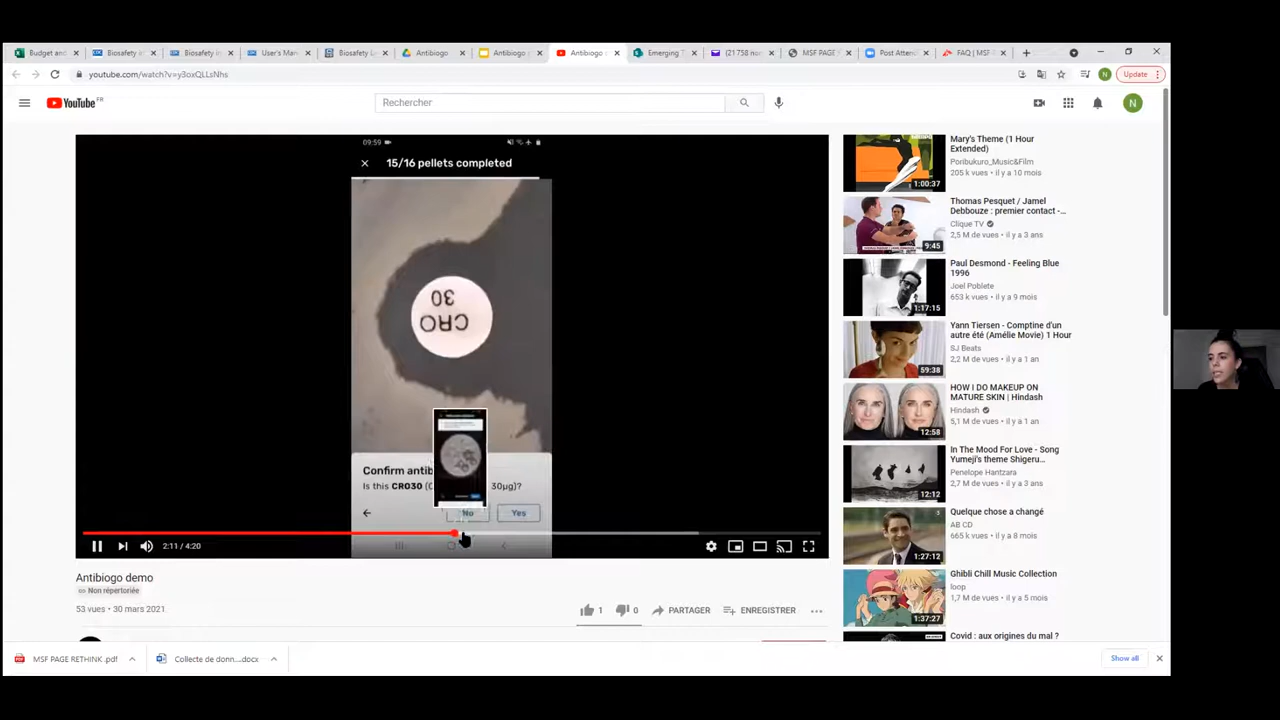 Budget and
Biosafety a
Biosafety in
User's Man
Biosafety L
Antibiogo
Antibiogo
Antibiogo
Emerging T
(21 758 non
MSF PAGE
Post Attend
FAQ | MSF
youtube.com/watch?v=y3oxQLLsNhs
N
Update
YouTube FR
Rechercher
N
09:59
15/16 pellets completed
CRO
30
Confirm antib
Is this CRO30 (C 30µg)?
No
Yes
2:11 / 4:20
Antibiogo demo
Non répertoriée
53 vues • 30 mars 2021
1
0
PARTAGER
ENREGISTRER
Mary's Theme (1 Hour
Extended)
Poribukuro_Music&Film
205 k vues • il y a 10 mois
1:00:37
Thomas Pesquet / Jamel
Debbouze : premier contact -...
Clique TV
2,5 M de vues • il y a 3 ans
9:45
Paul Desmond - Feeling Blue
1996
Joel Poblete
653 k vues • il y a 9 mois
1:17:15
Yann Tiersen - Comptine d'un
autre été (Amélie Movie) 1 Hour
SJ Beats
2,2 M de vues • il y a 1 an
59:38
HOW I DO MAKEUP ON
MATURE SKIN | Hindash
Hindash
5,1 M de vues • il y a 1 an
12:58
In The Mood For Love - Song
Yumeji's theme Shigeru...
Penelope Hantzara
2,7 M de vues • il y a 3 ans
12:12
Quelque chose a changé
AB CD
665 k vues • il y a 8 mois
1:27:12
Ghibli Chill Music Collection
loop
1,7 M de vues • il y a 5 mois
1:37:27
Covid : aux origines du mal ?
MSF PAGE RETHINK .pdf
Collecte de donn....docx
Show all